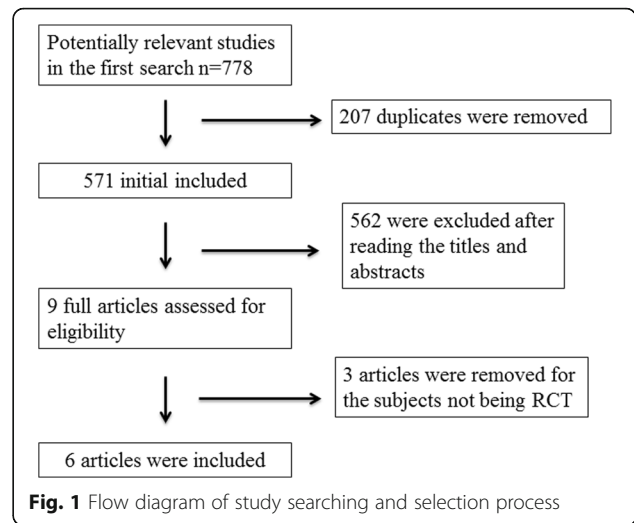 Potentially relevant studies
in the first search n=778
207 duplicates were removed
571 initial included
562 were excluded after
reading the titles and
abstracts
9 full articles assessed for
eligibility
3 articles were removed for
the subjects not being RCT
6 articles were included
Fig. 1 Flow diagram of study searching and selection process